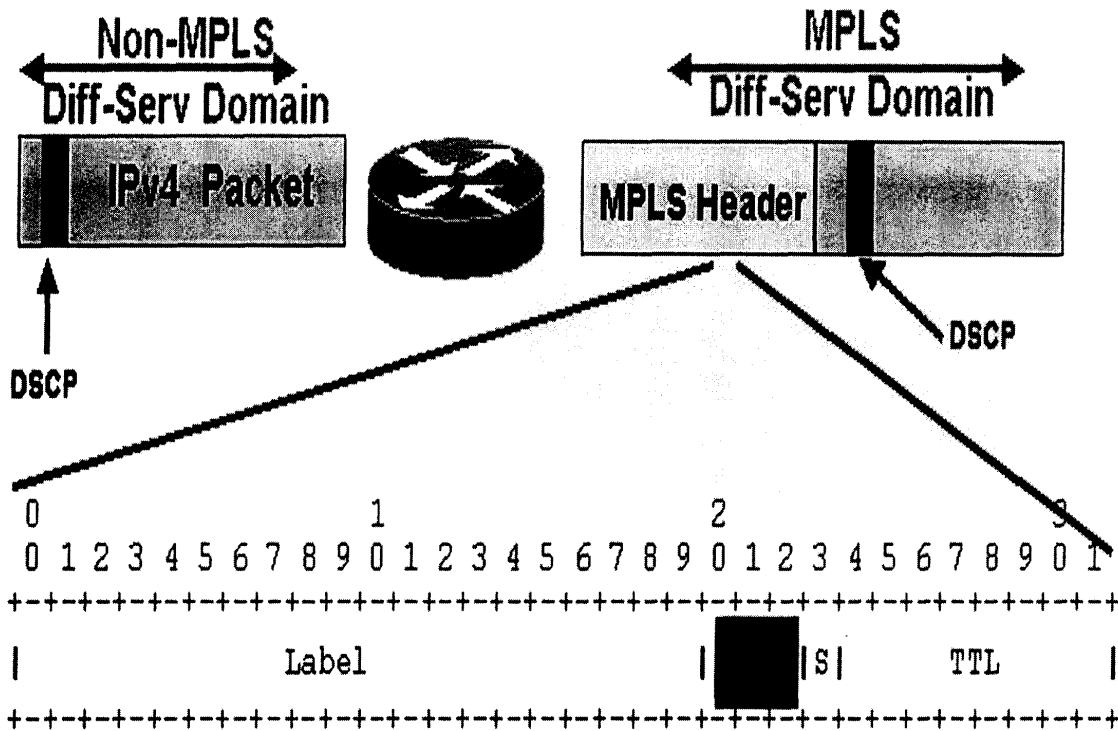 Non-MPLS
Diff-Serv Domain
MPLS
Diff-Serv Domain
IPv4 Packet
MPLS Header
DSCP
DSCP
0 1 2 3
0 1 2 3 4 5 6 7 8 9 0 1 2 3 4 5 6 7 8 9 0 1 2 3 4 5 6 7 8 9 0 1
+-+-+-+-+-+-+-+-+-+-+-+-+-+-+-+-+-+-+-+-+-+-+-+-+-+-+-+-+-+-+-+-+
| Label | |S| TTL |
+-+-+-+-+-+-+-+-+-+-+-+-+-+-+-+-+-+-+-+-+-+-+-+-+-+-+-+-+-+-+-+-+